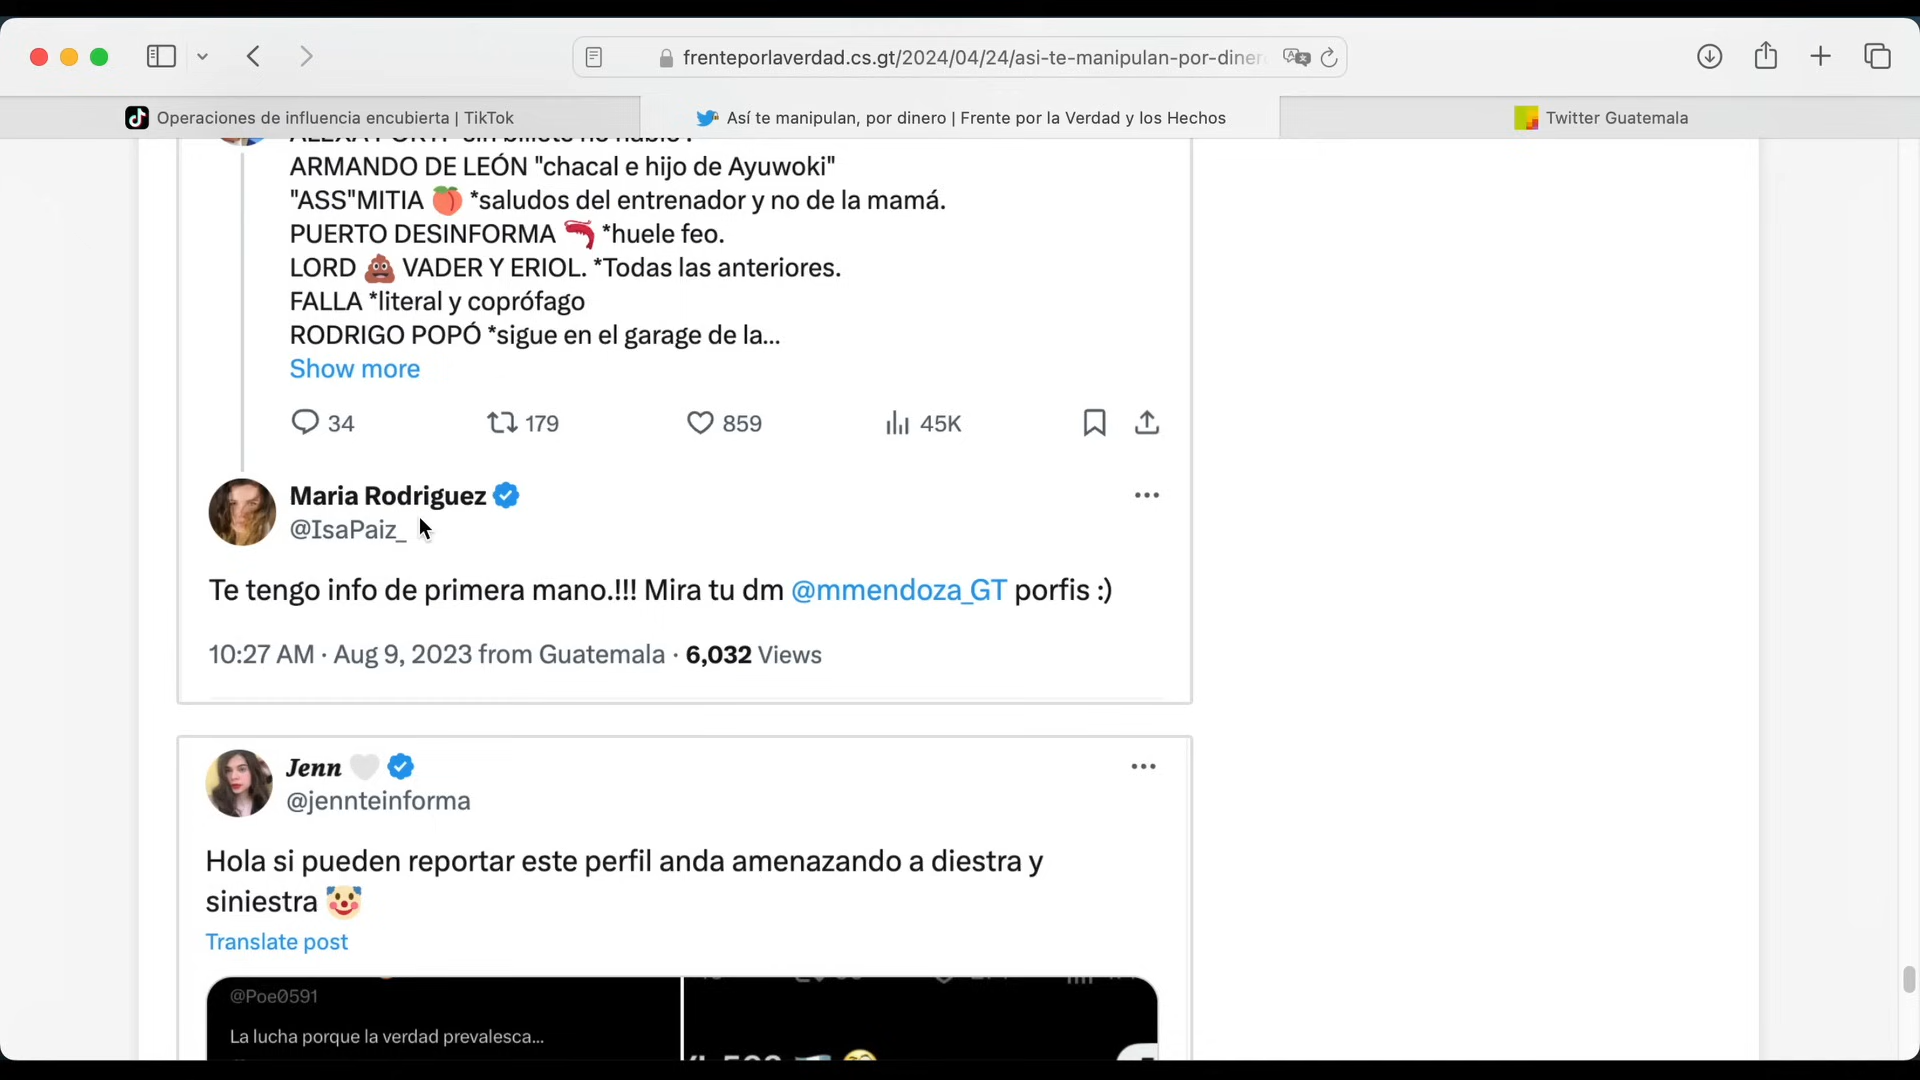 frenteporlaverdad.cs.gt/2024/04/24/asi-te-manipulan-por-diner
Operaciones de influencia encubierta | TikTok
Así te manipulan, por dinero | Frente por la Verdad y los Hechos
Twitter Guatemala
ARMANDO DE LEÓN "chacal e hijo de Ayuwoki"
"ASS"MITIA 🍑 *saludos del entrenador y no de la mamá.
PUERTO DESINFORMA 🦐 *huele feo.
LORD 💩 VADER Y ERIOL. *Todas las anteriores.
FALLA *literal y coprófago
RODRIGO POPÓ *sigue en el garage de la...
Show more
34 179 859 45K
Maria Rodriguez
@IsaPaiz_
Te tengo info de primera mano.!!! Mira tu dm @mmendoza_GT porfis :)
10:27 AM · Aug 9, 2023 from Guatemala · 6,032 Views
Jenn
@jennteinforma
Hola si pueden reportar este perfil anda amenazando a diestra y
siniestra 🤡
Translate post
@Poe0591
La lucha porque la verdad prevalesca...